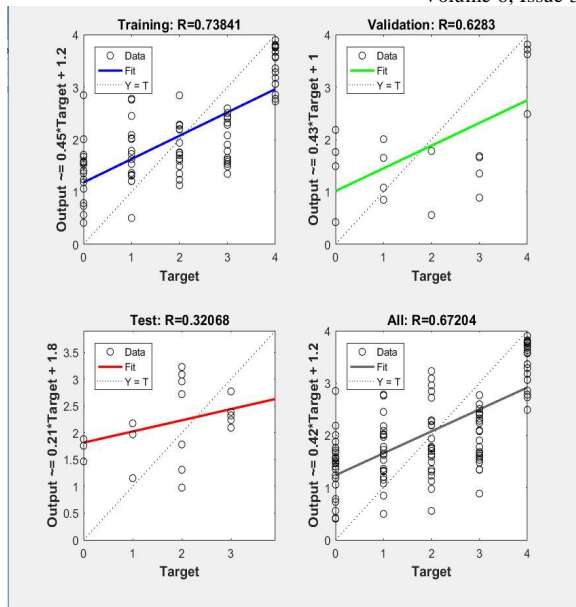 Volume 6, Issue 3
Training: R=0.73841
Output ~= 0.45*Target + 1.2
4
3
2
1
0
Data
Fit
Y = T
0 1 2 3 4
Target
Validation: R=0.6283
Output ~= 0.43*Target + 1
4
3
2
1
0
Data
Fit
Y = T
0 1 2 3 4
Target
Test: R=0.32068
Output ~= 0.21*Target + 1.8
3.5
3
2.5
2
1.5
1
0.5
0
Data
Fit
Y = T
0 1 2 3
Target
All: R=0.67204
Output ~= 0.42*Target + 1.2
4
3
2
1
0
Data
Fit
Y = T
0 1 2 3 4
Target